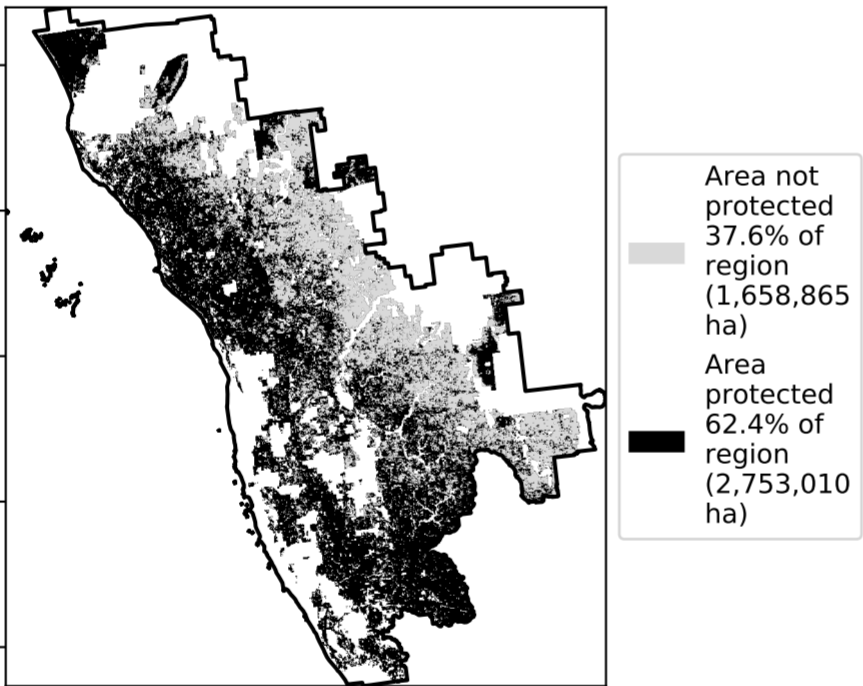 Area not
protected
37.6% of
region
(1,658,865
ha)
Area
protected
62.4% of
region
(2,753,010
ha)